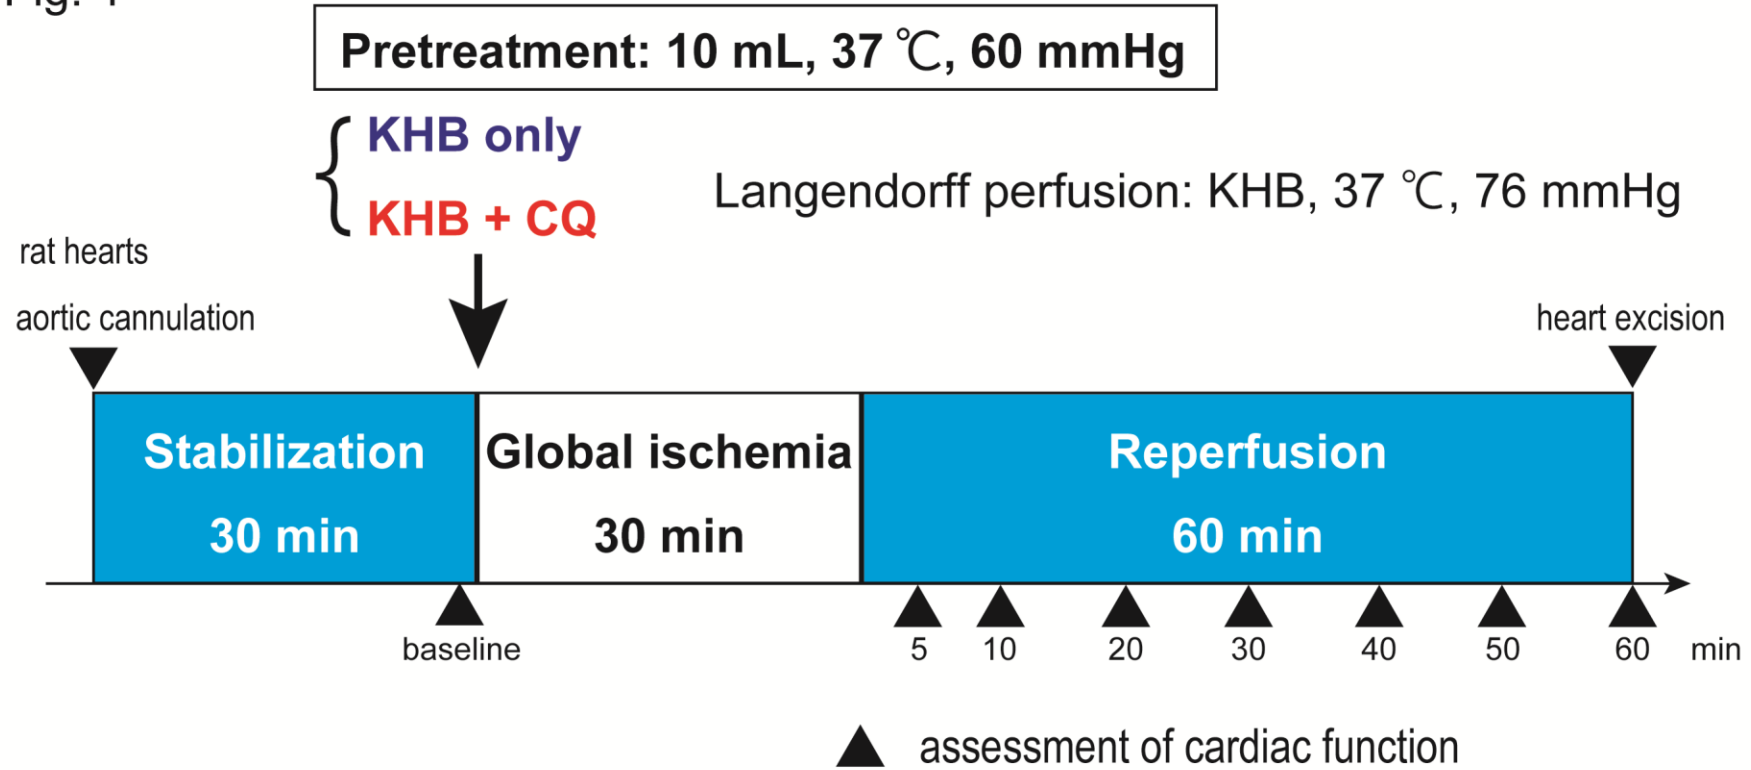 Pretreatment: 10 mL, 37 ℃, 60 mmHg
KHB only
KHB + CQ
Langendorff perfusion: KHB, 37 ℃, 76 mmHg
rat hearts
aortic cannulation
heart excision
Stabilization
30 min
Global ischemia
30 min
Reperfusion
60 min
baseline
5 10 20 30 40 50 60 min
assessment of cardiac function